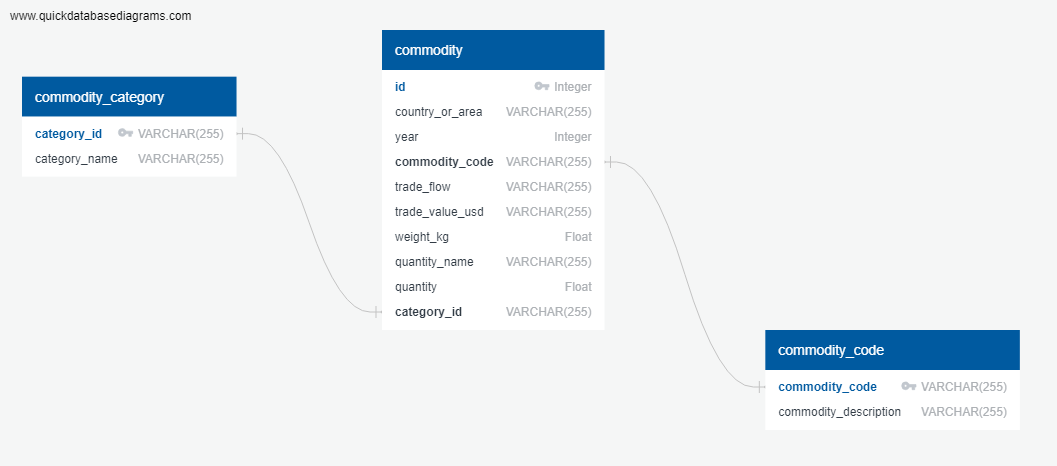 www.quickdatabasediagrams.com
commodity_category
category_id VARCHAR(255)
category_name VARCHAR(255)
commodity
id Integer
country_or_area VARCHAR(255)
year Integer
commodity_code VARCHAR(255)
trade_flow VARCHAR(255)
trade_value_usd VARCHAR(255)
weight_kg Float
quantity_name VARCHAR(255)
quantity Float
category_id VARCHAR(255)
commodity_code
commodity_code VARCHAR(255)
commodity_description VARCHAR(255)